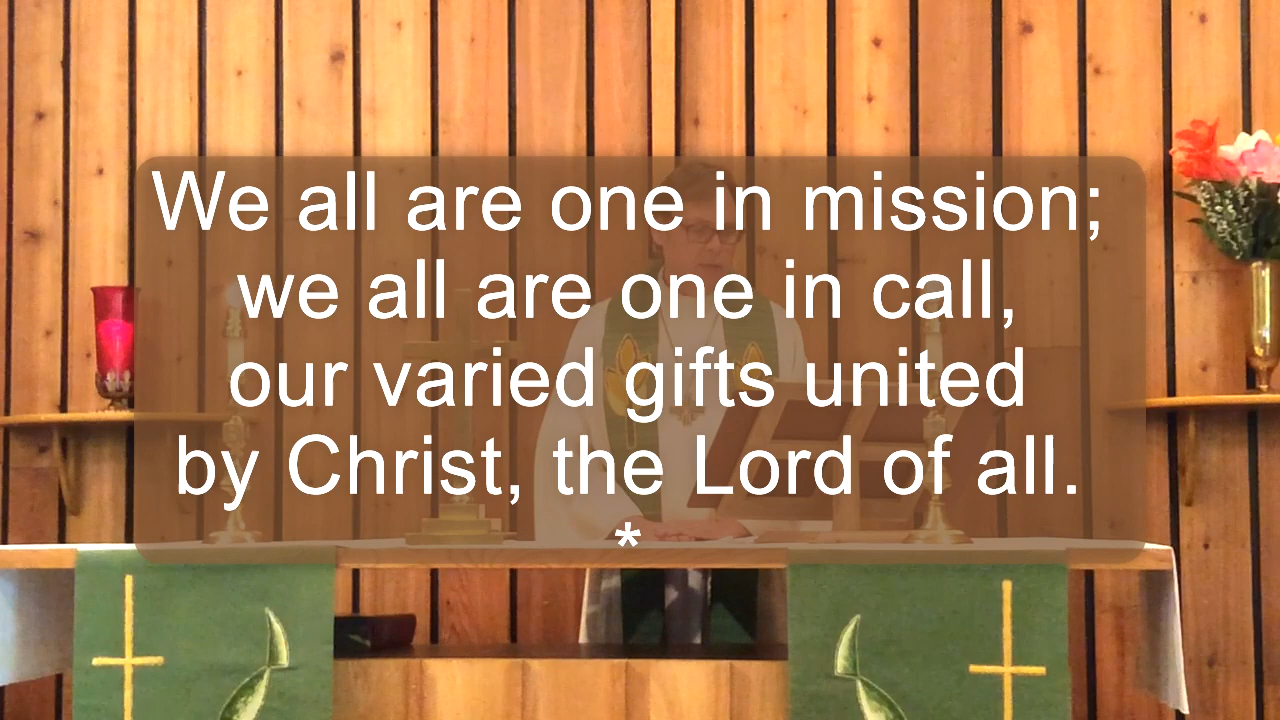 We all are one in mission;
we all are one in call,
our varied gifts united
by Christ, the Lord of all.
*